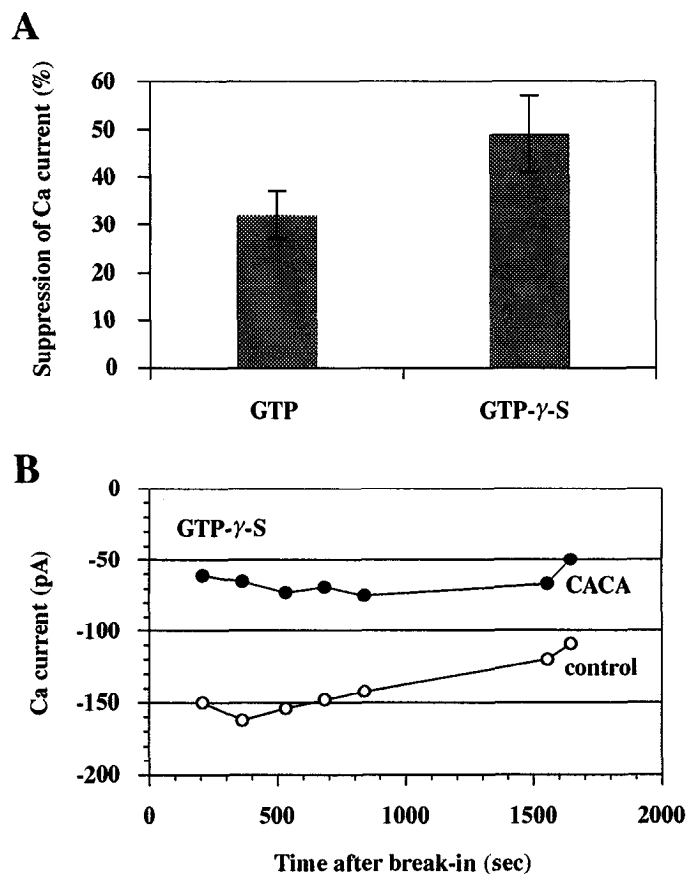 A
Suppression of Ca current (%)
60
50
40
30
20
10
0
GTP
GTP-γ-S
B
Ca current (pA)
0
-50
-100
-150
-200
GTP-γ-S
CACA
control
0 500 1000 1500 2000
Time after break-in (sec)